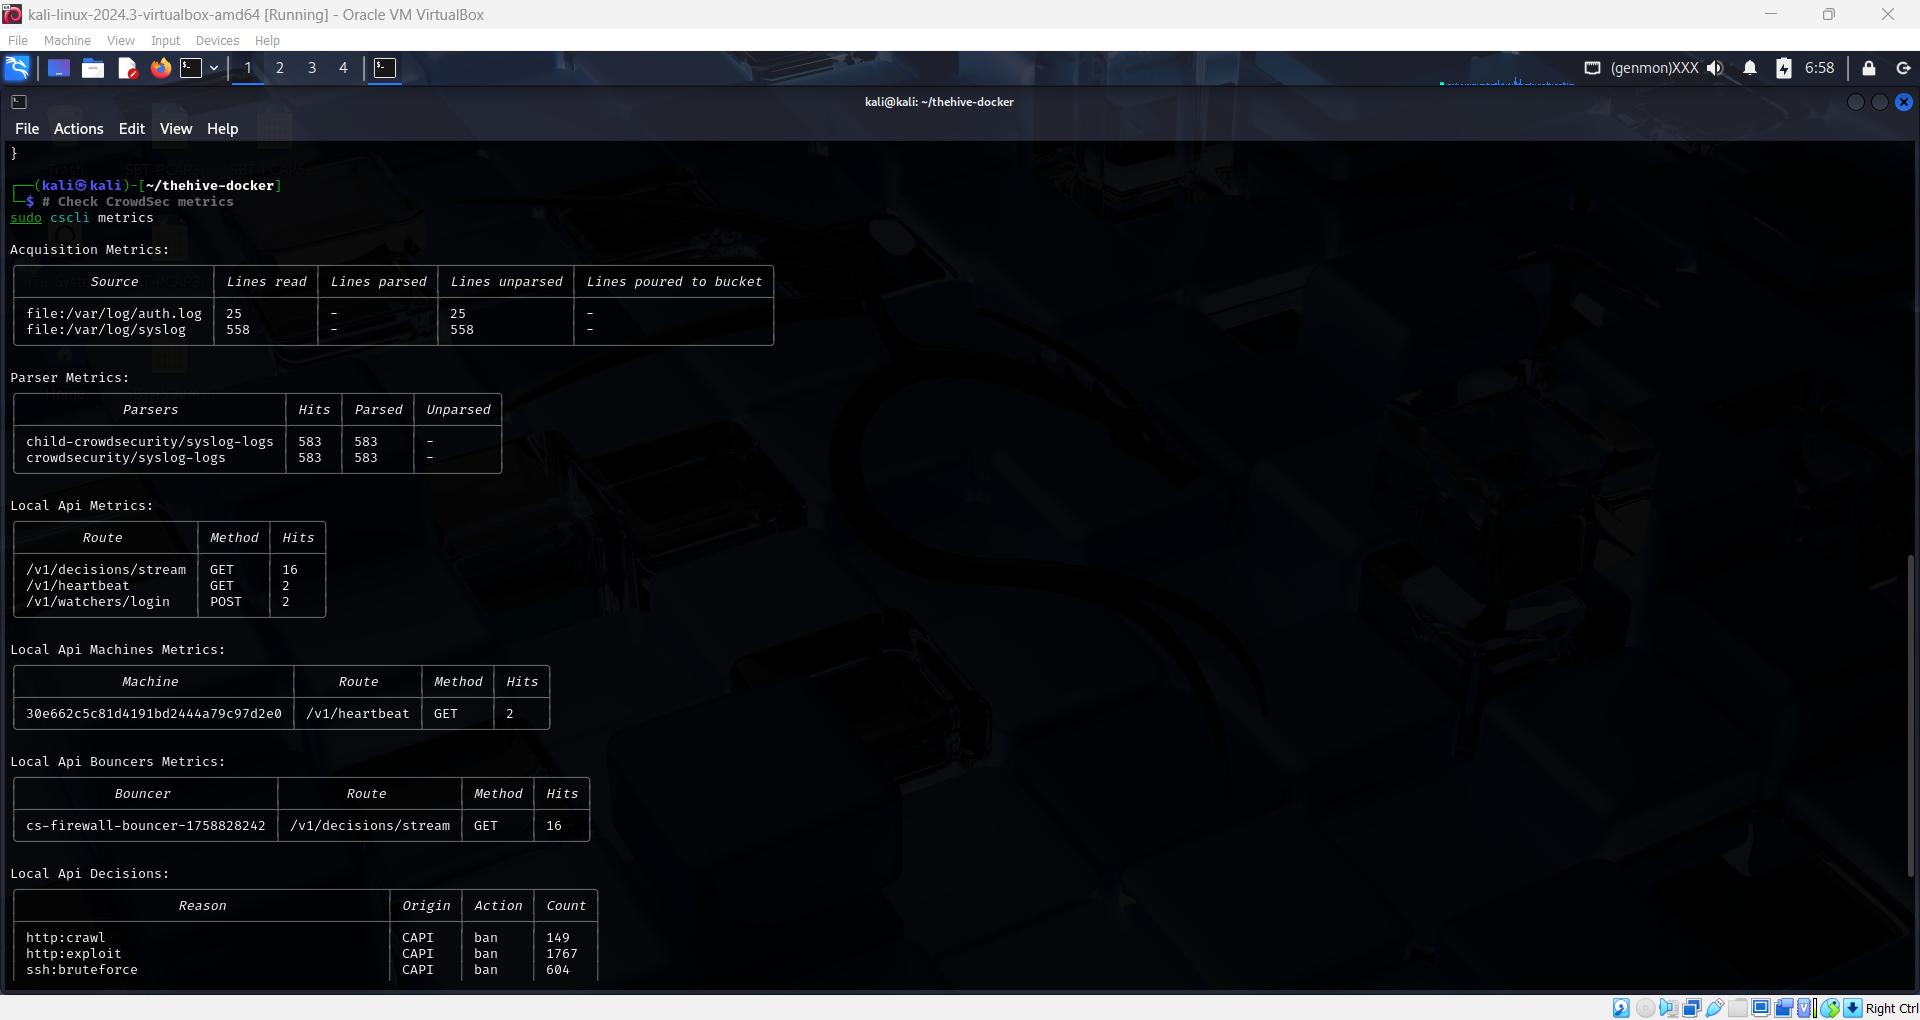 kali-linux-2024.3-virtualbox-amd64 [Running] - Oracle VM VirtualBox
File Machine View Input Devices Help
1 2 3 4 (genmon)XXX 6:58
kali@kali: ~/thehive-docker
File Actions Edit View Help
}
┌──(kali㉿kali)-[~/thehive-docker]
└─$ # Check CrowdSec metrics
sudo cscli metrics
Acquisition Metrics:
Source Lines read Lines parsed Lines unparsed Lines poured to bucket
file:/var/log/auth.log 25 - 25 -
file:/var/log/syslog 558 - 558 -
Parser Metrics:
Parsers Hits Parsed Unparsed
child-crowdsecurity/syslog-logs 583 583 -
crowdsecurity/syslog-logs 583 583 -
Local Api Metrics:
Route Method Hits
/v1/decisions/stream GET 16
/v1/heartbeat GET 2
/v1/watchers/login POST 2
Local Api Machines Metrics:
Machine Route Method Hits
30e662c5c81d4191bd2444a79c97d2e0 /v1/heartbeat GET 2
Local Api Bouncers Metrics:
Bouncer Route Method Hits
cs-firewall-bouncer-1758828242 /v1/decisions/stream GET 16
Local Api Decisions:
Reason Origin Action Count
http:crawl CAPI ban 149
http:exploit CAPI ban 1767
ssh:bruteforce CAPI ban 604
Right Ctrl